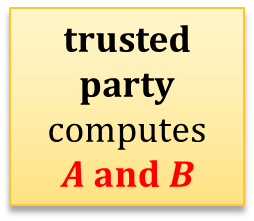 trusted
party
computes
A and B